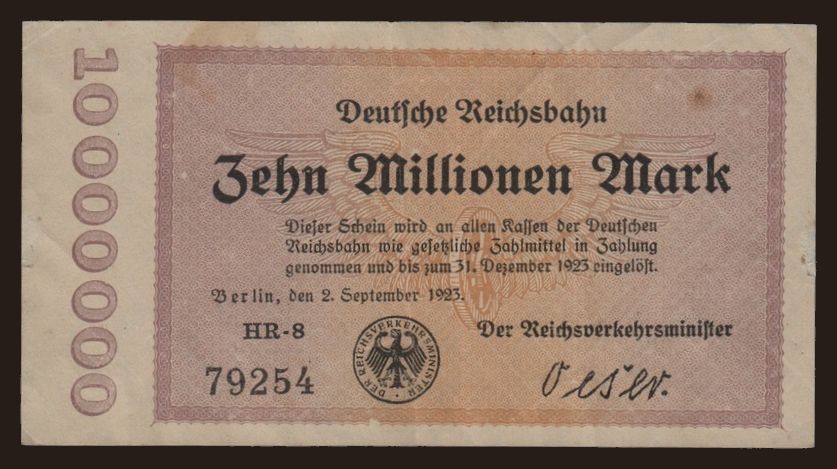 10000000
Deutsche Reichsbahn
Zehn Millionen Mark
Dieser Schein wird an allen Kassen der Deutschen
Reichsbahn wie gesetzliche Zahlmittel in Zahlung
genommen und bis zum 31. Dezember 1923 eingelöst.
Berlin, den 2. September 1923.
HR-8
Der Reichsverkehrsminister
79254
DER REICHSVERKEHRSMINISTER
Oeser.